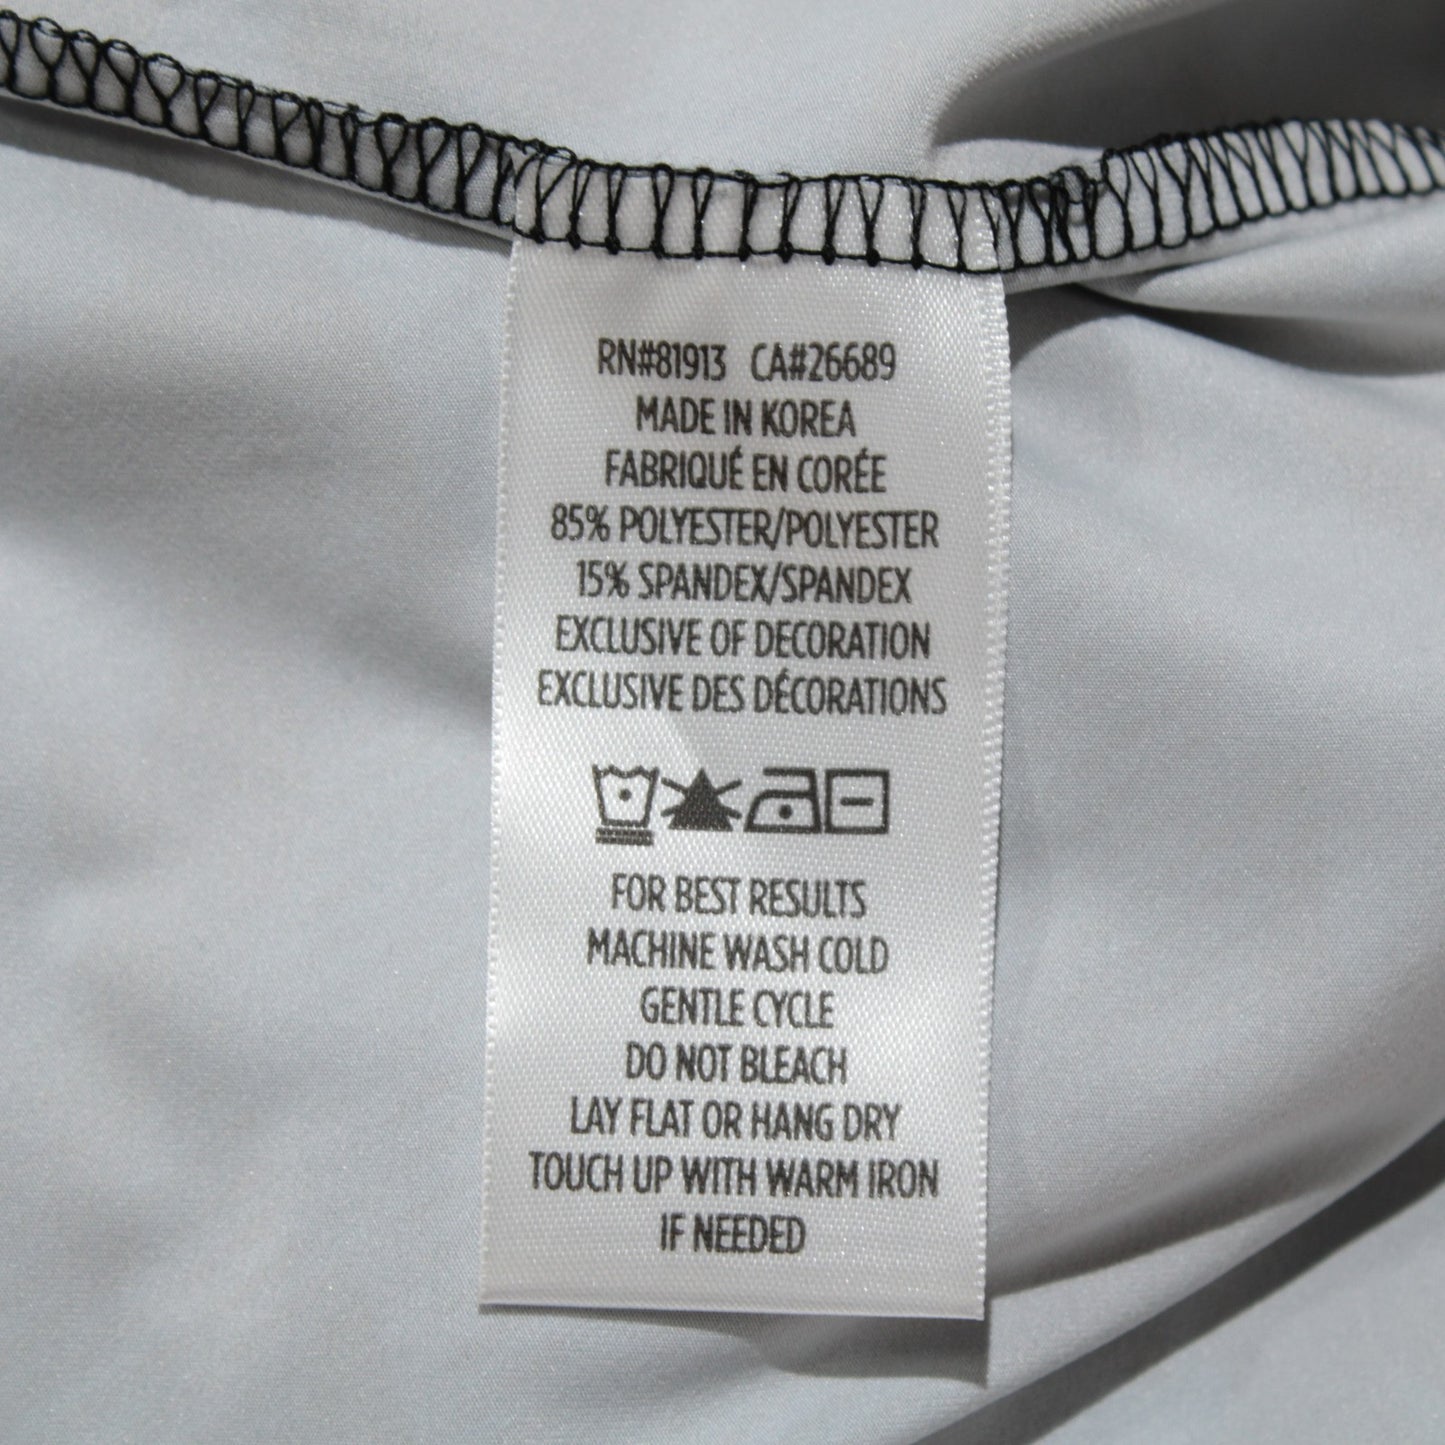 RN#81913 CA#26689
MADE IN KOREA
FABRIQUÉ EN CORÉE
85% POLYESTER/POLYESTER
15% SPANDEX/SPANDEX
EXCLUSIVE OF DECORATION
EXCLUSIVE DES DÉCORATIONS
FOR BEST RESULTS
MACHINE WASH COLD
GENTLE CYCLE
DO NOT BLEACH
LAY FLAT OR HANG DRY
TOUCH UP WITH WARM IRON
IF NEEDED